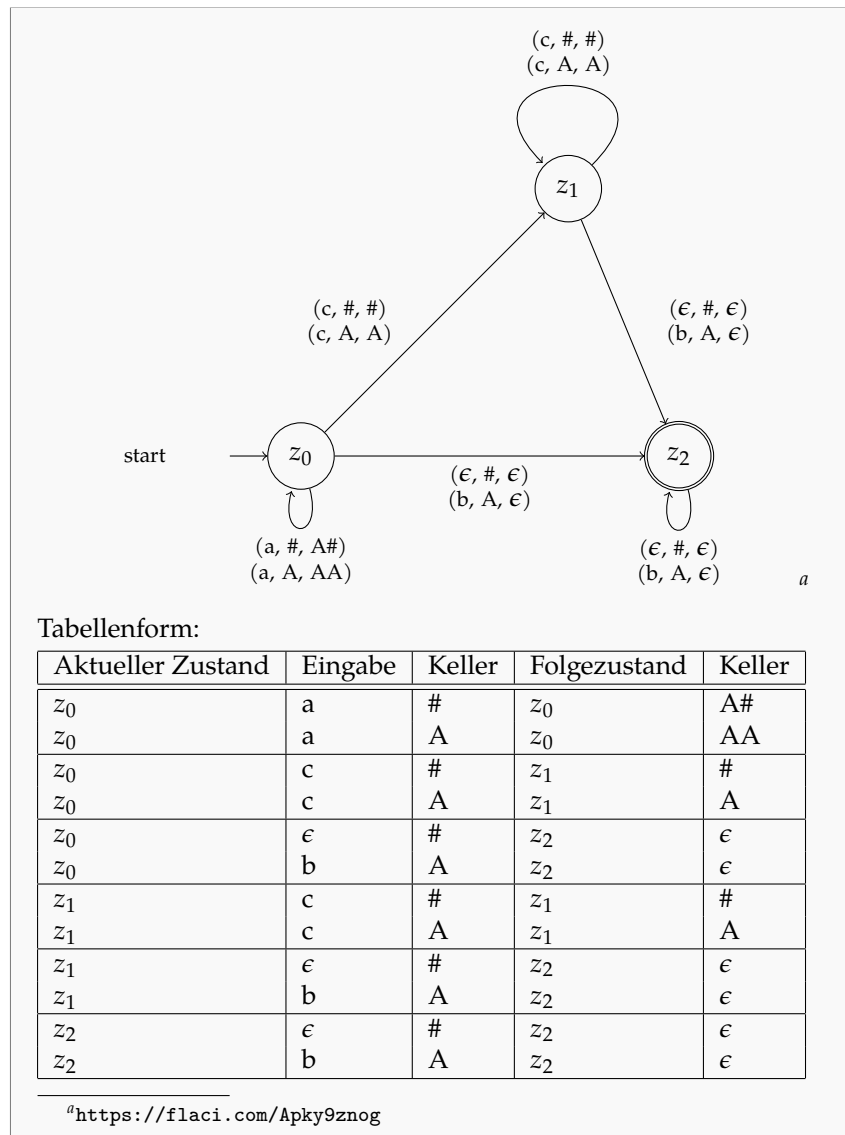 (c, #, #)
(c, A, A)
z1
(c, #, #)
(c, A, A)
(ϵ, #, ϵ)
(b, A, ϵ)
start
z0
z2
(ϵ, #, ϵ)
(b, A, ϵ)
(a, #, A#)
(a, A, AA)
(ϵ, #, ϵ)
(b, A, ϵ)
a
Tabellenform:
Aktueller Zustand Eingabe Keller Folgezustand Keller
z0 a # z0 A#
z0 a A z0 AA
z0 c # z1 #
z0 c A z1 A
z0 ϵ # z2 ϵ
z0 b A z2 ϵ
z1 c # z1 #
z1 c A z1 A
z1 ϵ # z2 ϵ
z1 b A z2 ϵ
z2 ϵ # z2 ϵ
z2 b A z2 ϵ
a https://flaci.com/Apky9znog